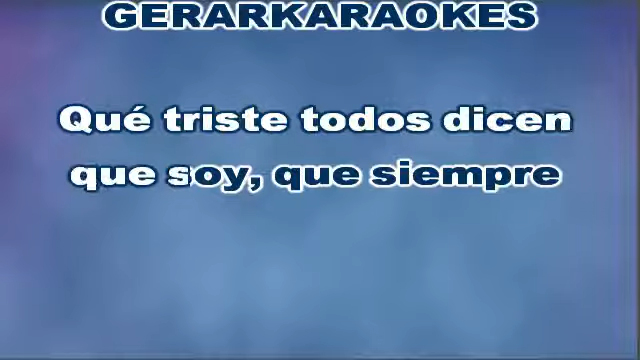 GERARKARAOKES
Qué triste todos dicen
que soy, que siempre